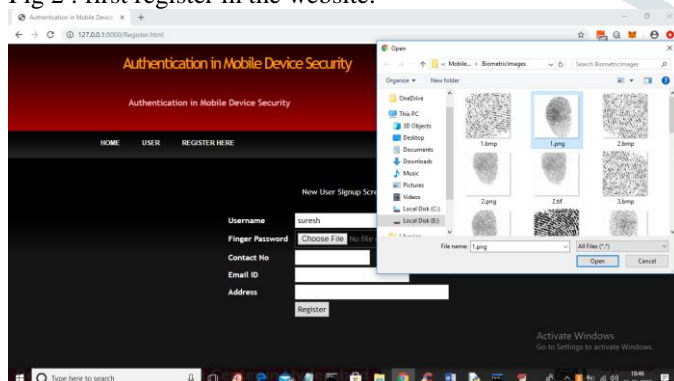 Fig 2 : first register in the website.
Authentication in Mobile Device
127.0.0.1:8000/Register.html
Authentication in Mobile Device Security
Authentication in Mobile Device Security
HOME USER REGISTER HERE
New User Signup Scre
Username suresh
Finger Password Choose File No file
Contact No
Email ID
Address
Register
Open
« Mobile... › BiometricImages
Search BiometricImages
Organize New folder
OneDrive
This PC
3D Objects
Desktop
Documents
Downloads
Music
Pictures
Videos
Local Disk (C:)
Local Disk (E:)
1.bmp 1.png 2.bmp
2.png 2.tif 3.bmp
File name: 1.png All Files (*.*)
Open Cancel
Activate Windows
Go to Settings to activate Windows.
Type here to search